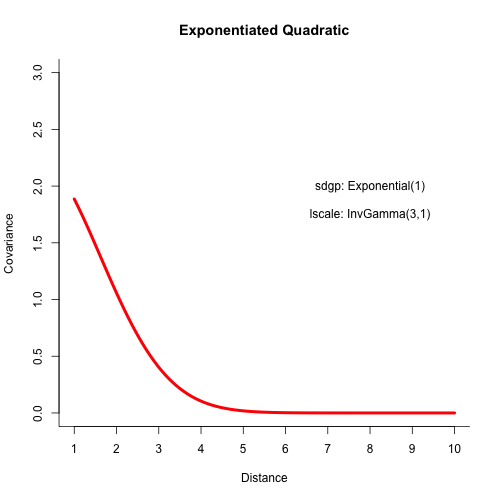 Exponentiated Quadratic
Covariance
3.0
2.5
2.0
1.5
1.0
0.5
0.0
sdgp: Exponential(1)
lscale: InvGamma(3,1)
1 2 3 4 5 6 7 8 9 10
Distance